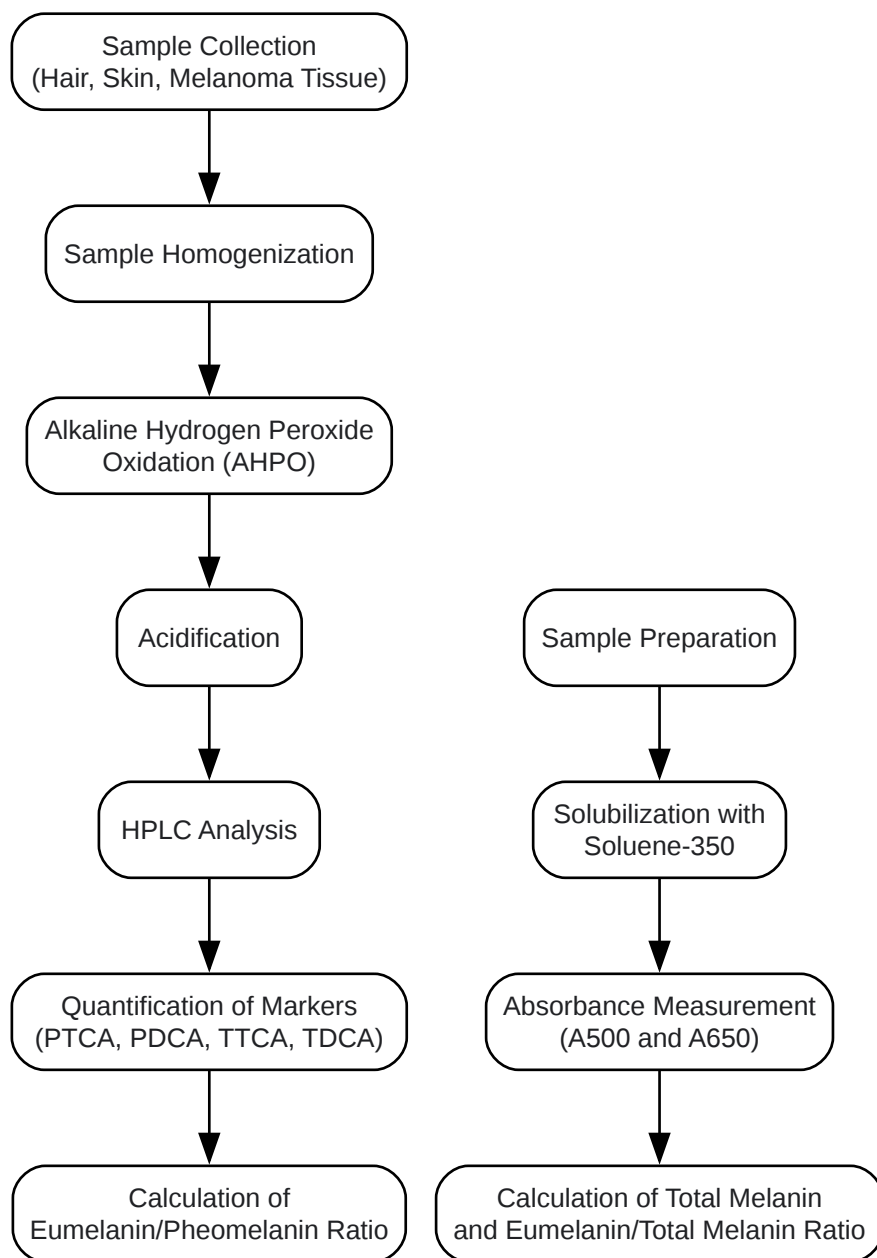 Sample Collection
(Hair, Skin, Melanoma Tissue)
Sample Homogenization
Alkaline Hydrogen Peroxide
Oxidation (AHPO)
Acidification
HPLC Analysis
Quantification of Markers
(PTCA, PDCA, TTCA, TDCA)
Calculation of
Eumelanin/Pheomelanin Ratio
Sample Preparation
Solubilization with
Soluene-350
Absorbance Measurement
(A500 and A650)
Calculation of Total Melanin
and Eumelanin/Total Melanin Ratio